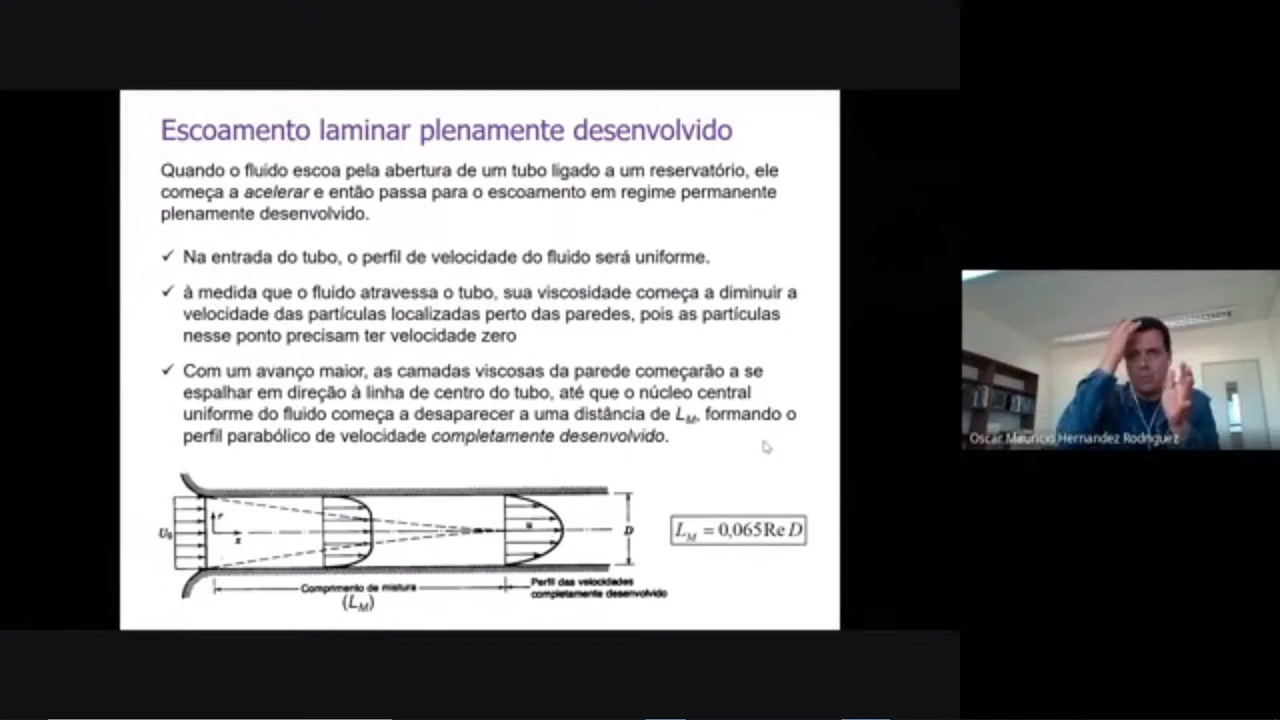 Escoamento laminar plenamente desenvolvido
Quando o fluido escoa pela abertura de um tubo ligado a um reservatório, ele
começa a acelerar e então passa para o escoamento em regime permanente
plenamente desenvolvido.
✓ Na entrada do tubo, o perfil de velocidade do fluido será uniforme.
✓ à medida que o fluido atravessa o tubo, sua viscosidade começa a diminuir a
velocidade das partículas localizadas perto das paredes, pois as partículas
nesse ponto precisam ter velocidade zero
✓ Com um avanço maior, as camadas viscosas da parede começarão a se
espalhar em direção à linha de centro do tubo, até que o núcleo central
uniforme do fluido começa a desaparecer a uma distância de L_M, formando o
perfil parabólico de velocidade completamente desenvolvido.
U₀
r
x
u
D
L_M = 0,065 Re D
Comprimento de mistura
(L_M)
Perfil das velocidades
completamente desenvolvido
Oscar Mauricio Hernandez Rodriguez